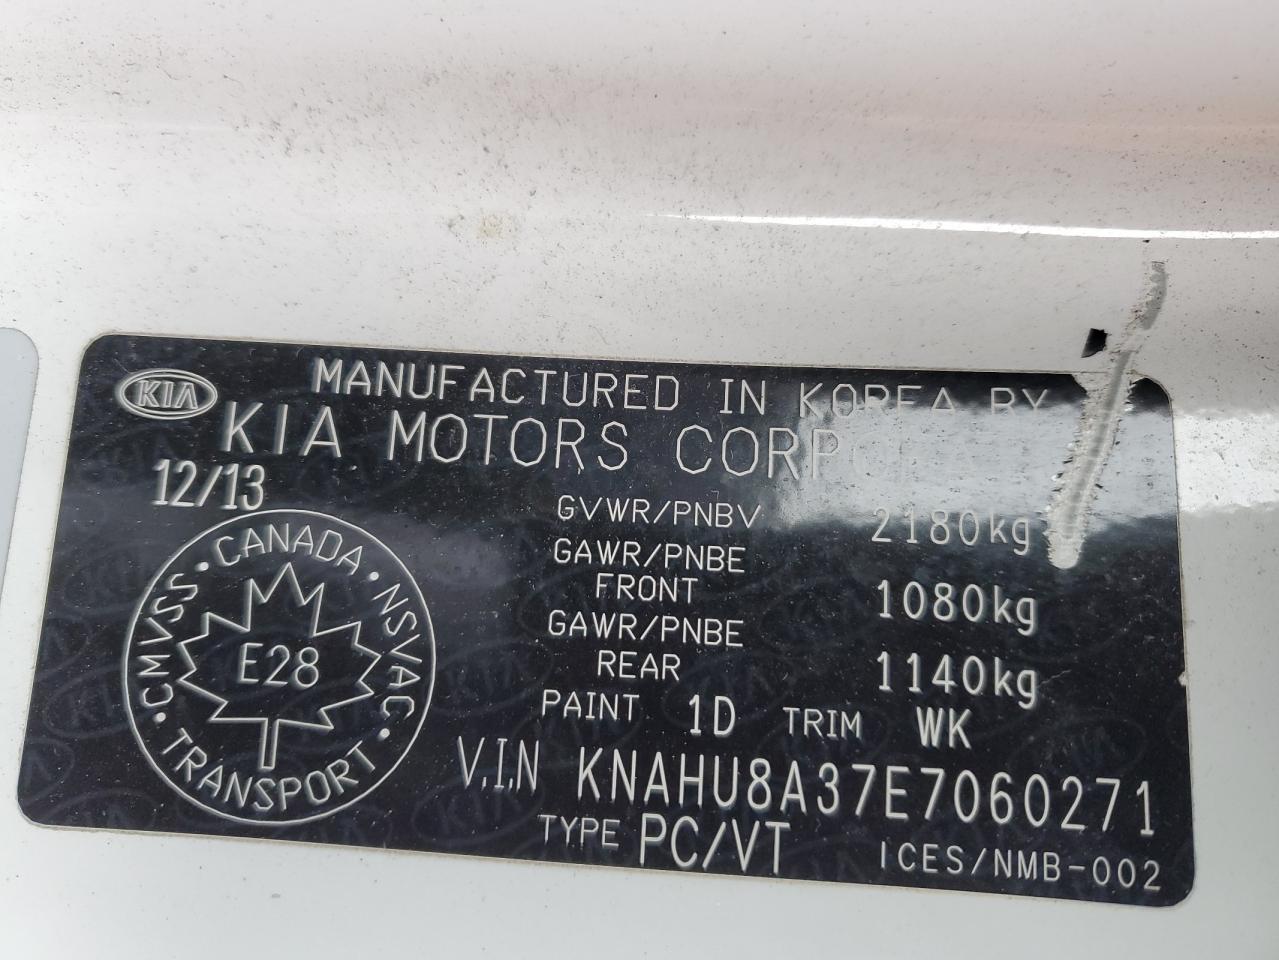 MANUFACTURED IN KOREA BY
KIA
KIA MOTORS
12/13
GVWR/PNBV 2180kg
GAWR/PNBE
FRONT 1080kg
GAWR/PNBE
REAR 1140kg
PAINT 1D TRIM WK
V.I.N KNAHU8A37E7060271
TYPE PC/VT ICES/NMB-002
CANADA • NSVAC • TRANSPORT • CMVSS •
E28